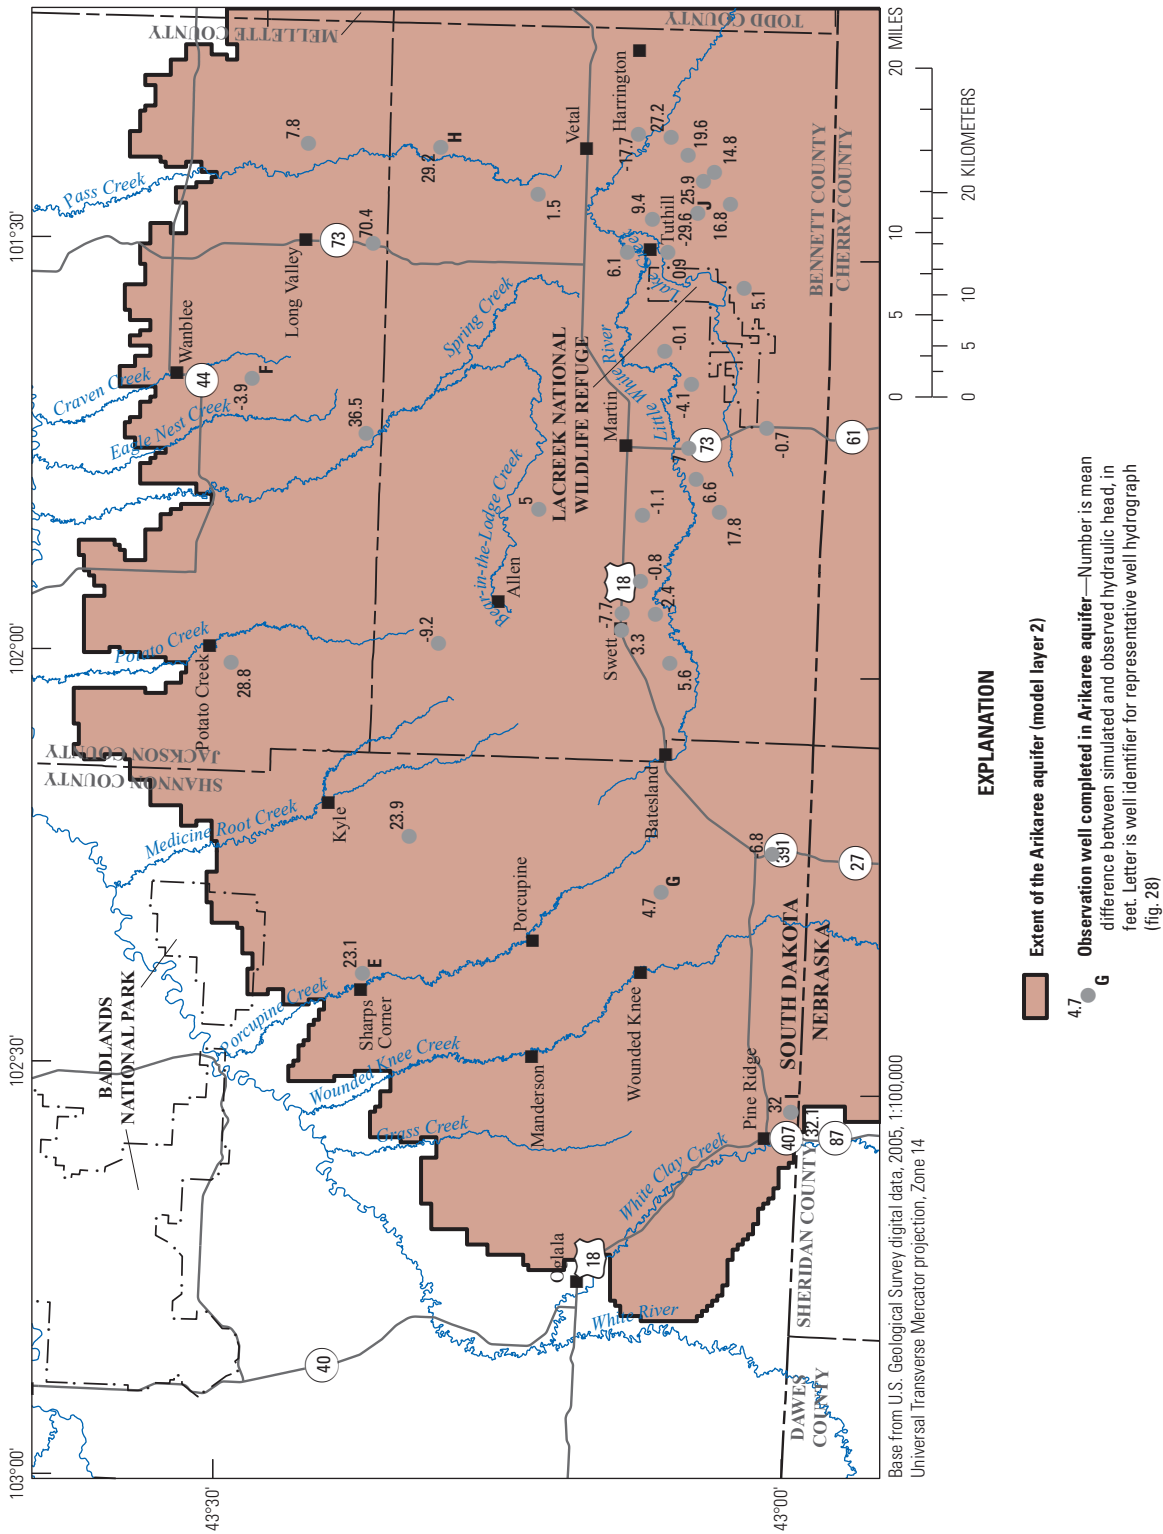 103°00'
102°30'
102°00'
101°30'
43°30'
43°00'
BADLANDS
NATIONAL PARK
SHANNON COUNTY
JACKSON COUNTY
MELLETTE COUNTY
TODD COUNTY
BENNETT COUNTY
CHERRY COUNTY
SHERIDAN COUNTY
DAWES
COUNTY
SOUTH DAKOTA
NEBRASKA
LACREEK NATIONAL
WILDLIFE REFUGE
Pass Creek
Craven Creek
Eagle Nest Creek
Potato Creek
Medicine Root Creek
Porcupine Creek
Wounded Knee Creek
Grass Creek
White Clay Creek
White River
Bear-in-the-Lodge Creek
Spring Creek
Little White River
Lake Creek
Wanblee
Potato Creek
Long Valley
Kyle
Sharps
Corner
Allen
Porcupine
Manderson
Wounded Knee
Oglala
Pine Ridge
Batesland
Swett
Martin
Vetal
Tuthill
Harrington
40
44
73
18
18
73
61
391
27
407
87
7.8
29.2
H
1.5
70.4
-3.9
F
36.5
5
-9.2
28.8
23.9
23.1
E
4.7
G
-6.8
32
I
32.1
5.6
3.3
-7.7
2.4
-0.8
-1.1
17.8
6.6
7
-0.7
-4.1
-0.1
5.1
6.1
0.9
9.4
-29.6
J
16.8
25.9
14.8
19.6
27.2
-17.7
Base from U.S. Geological Survey digital data, 2005, 1:100,000
Universal Transverse Mercator projection, Zone 14
0 5 10 20 MILES
0 5 10 20 KILOMETERS
EXPLANATION
Extent of the Arikaree aquifer (model layer 2)
4.7
G
Observation well completed in Arikaree aquifer—Number is mean
difference between simulated and observed hydraulic head, in
feet. Letter is well identifier for representative well hydrograph
(fig. 28)